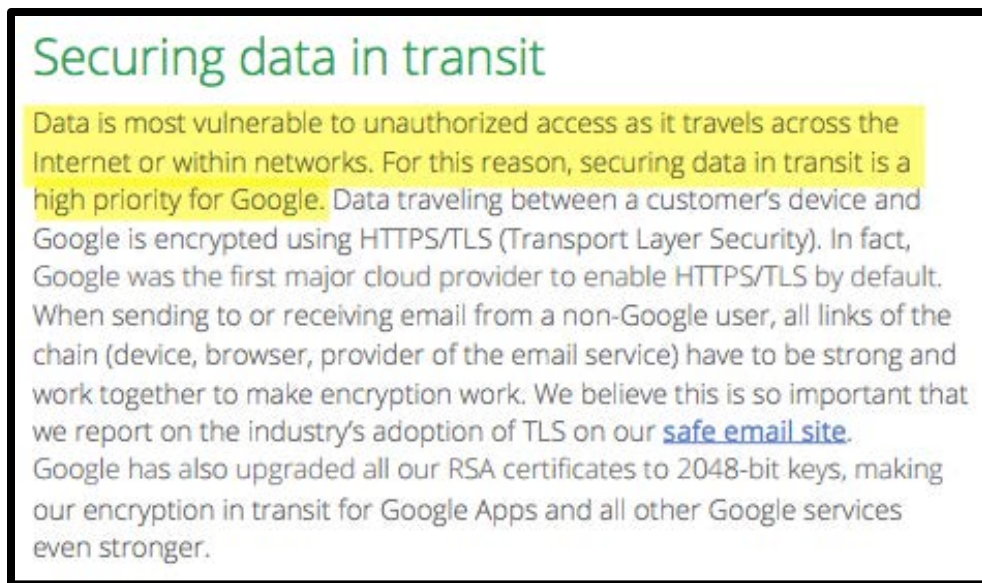 Securing data in transit
Data is most vulnerable to unauthorized access as it travels across the
Internet or within networks. For this reason, securing data in transit is a
high priority for Google. Data traveling between a customer's device and
Google is encrypted using HTTPS/TLS (Transport Layer Security). In fact,
Google was the first major cloud provider to enable HTTPS/TLS by default.
When sending to or receiving email from a non-Google user, all links of the
chain (device, browser, provider of the email service) have to be strong and
work together to make encryption work. We believe this is so important that
we report on the industry's adoption of TLS on our safe email site.
Google has also upgraded all our RSA certificates to 2048-bit keys, making
our encryption in transit for Google Apps and all other Google services
even stronger.